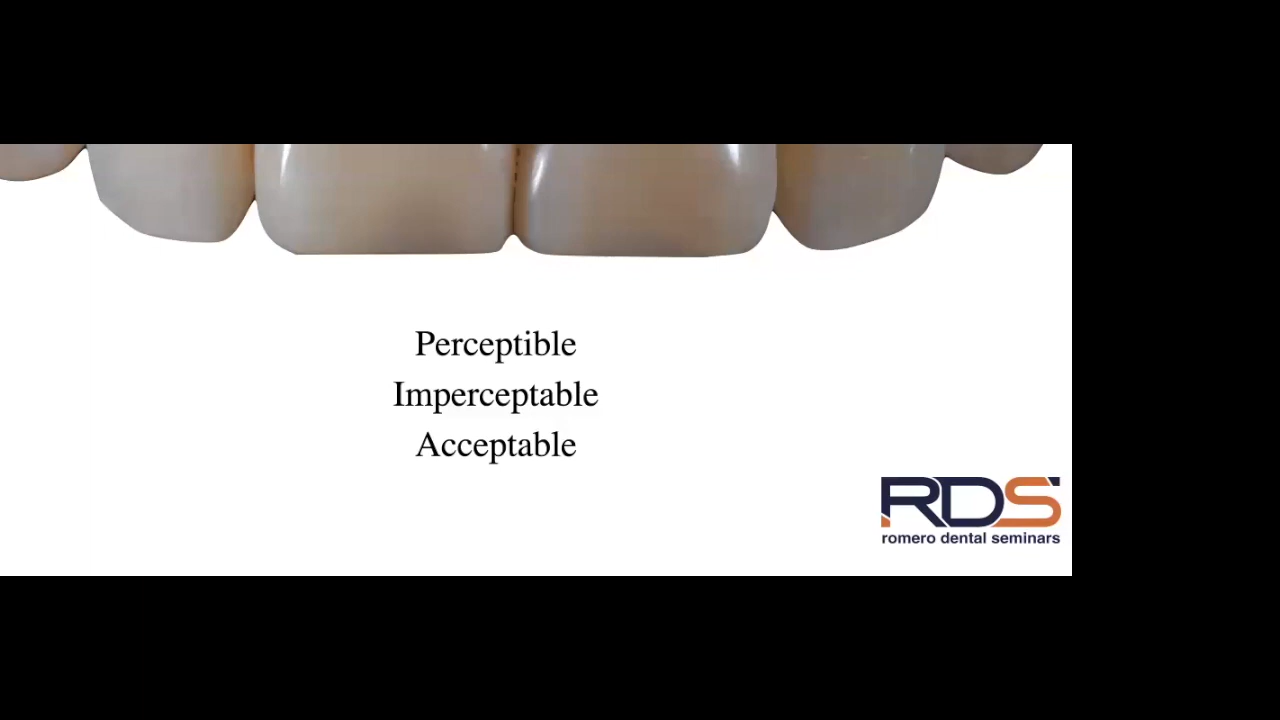 Perceptible
Imperceptable
Acceptable
RDS
romero dental seminars